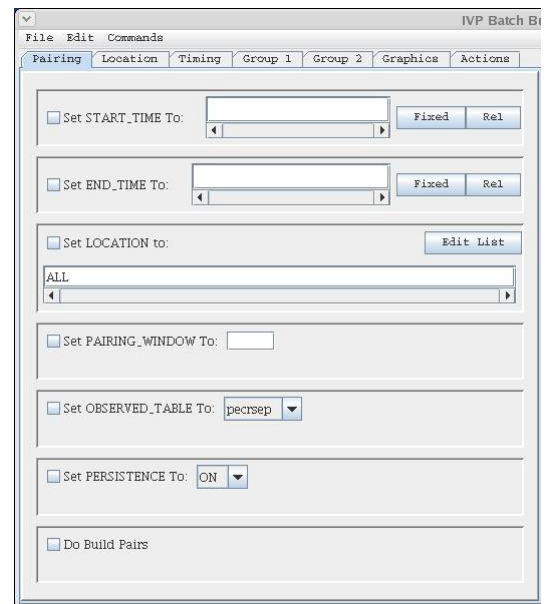 IVP Batch Bu
File Edit Commands
Pairing Location Timing Group 1 Group 2 Graphics Actions
Set START_TIME To: Fixed Rel
Set END_TIME To: Fixed Rel
Set LOCATION to: Edit List
ALL
Set PAIRING_WINDOW To:
Set OBSERVED_TABLE To: pecrsep
Set PERSISTENCE To: ON
Do Build Pairs